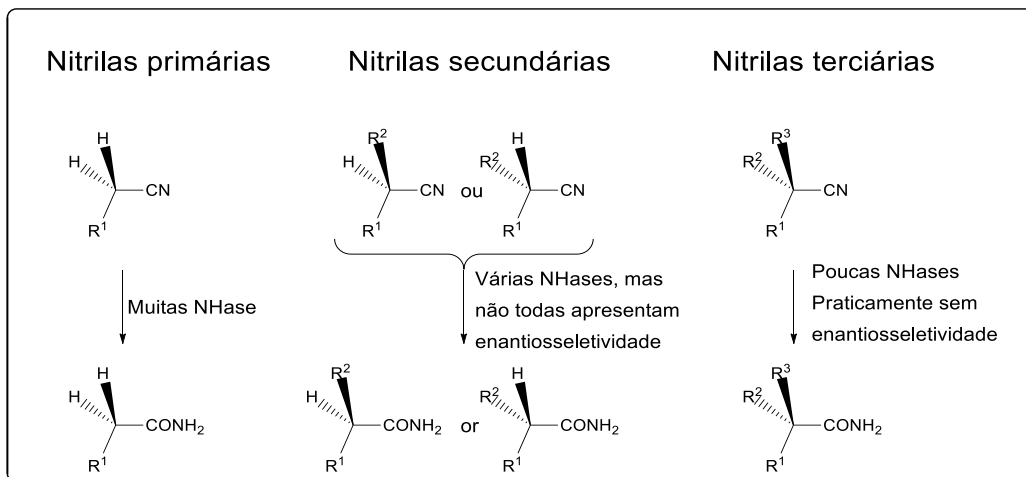 Nitrilas primárias
Nitrilas secundárias
Nitrilas terciárias
H
H
CN
R¹
R²
H
CN
R¹
ou
H
R²
CN
R¹
R³
R²
CN
R¹
Muitas NHase
Várias NHases, mas
não todas apresentam
enantiosseletividade
Poucas NHases
Praticamente sem
enantiosseletividade
H
H
CONH₂
R¹
R²
H
CONH₂
R¹
or
H
R²
CONH₂
R¹
R³
R²
CONH₂
R¹